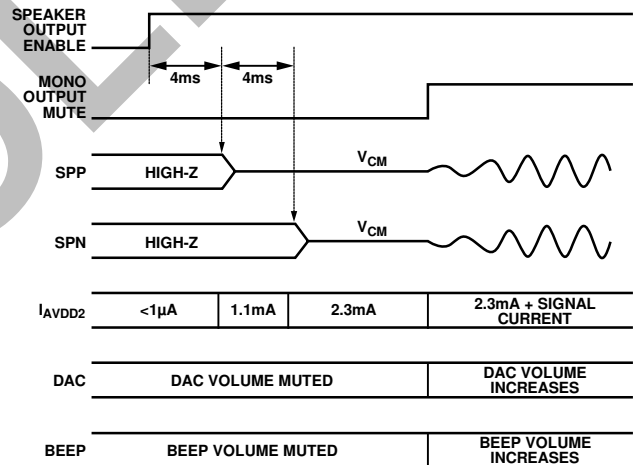 SPEAKER
OUTPUT
ENABLE
4ms 4ms
MONO
OUTPUT
MUTE
SPP HIGH-Z VCM
SPN HIGH-Z VCM
IAVDD2 <1µA 1.1mA 2.3mA 2.3mA + SIGNAL
CURRENT
DAC DAC VOLUME MUTED DAC VOLUME
INCREASES
BEEP BEEP VOLUME MUTED BEEP VOLUME
INCREASES